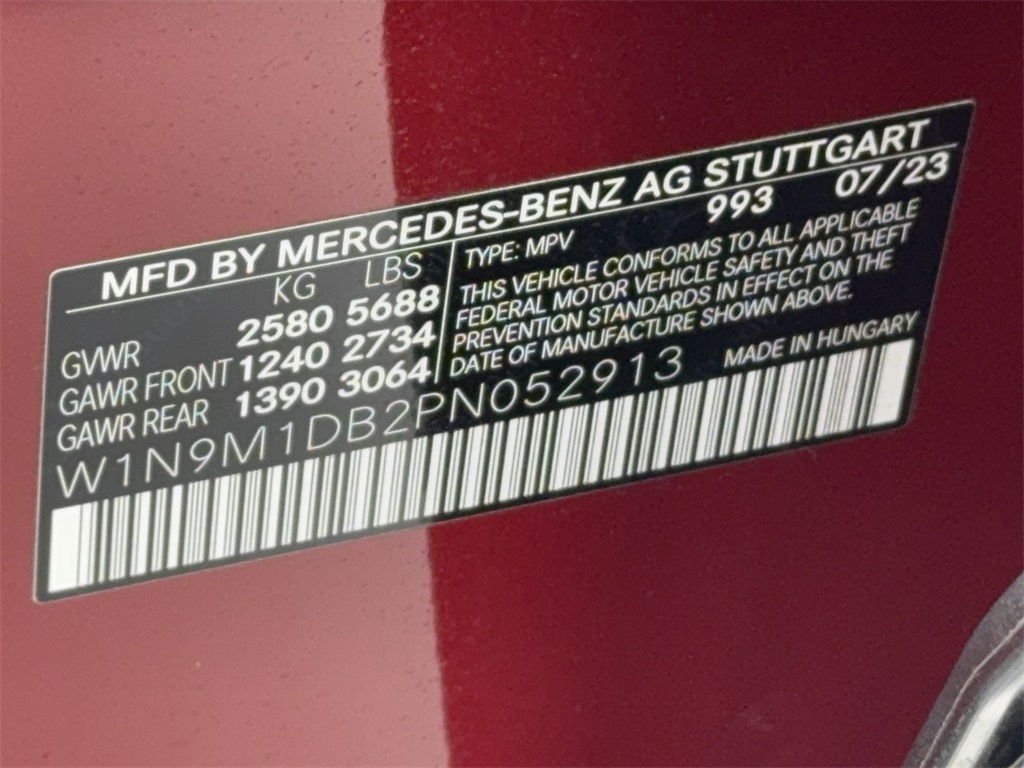 MFD BY MERCEDES-BENZ AG STUTTGART
KG LBS
GVWR 2580 5688
GAWR FRONT 1240 2734
GAWR REAR 1390 3064
TYPE: MPV 993 07/23
THIS VEHICLE CONFORMS TO ALL APPLICABLE
FEDERAL MOTOR VEHICLE SAFETY AND THEFT
PREVENTION STANDARDS IN EFFECT ON THE
DATE OF MANUFACTURE SHOWN ABOVE.
W1N9M1DB2PN052913
MADE IN HUNGARY